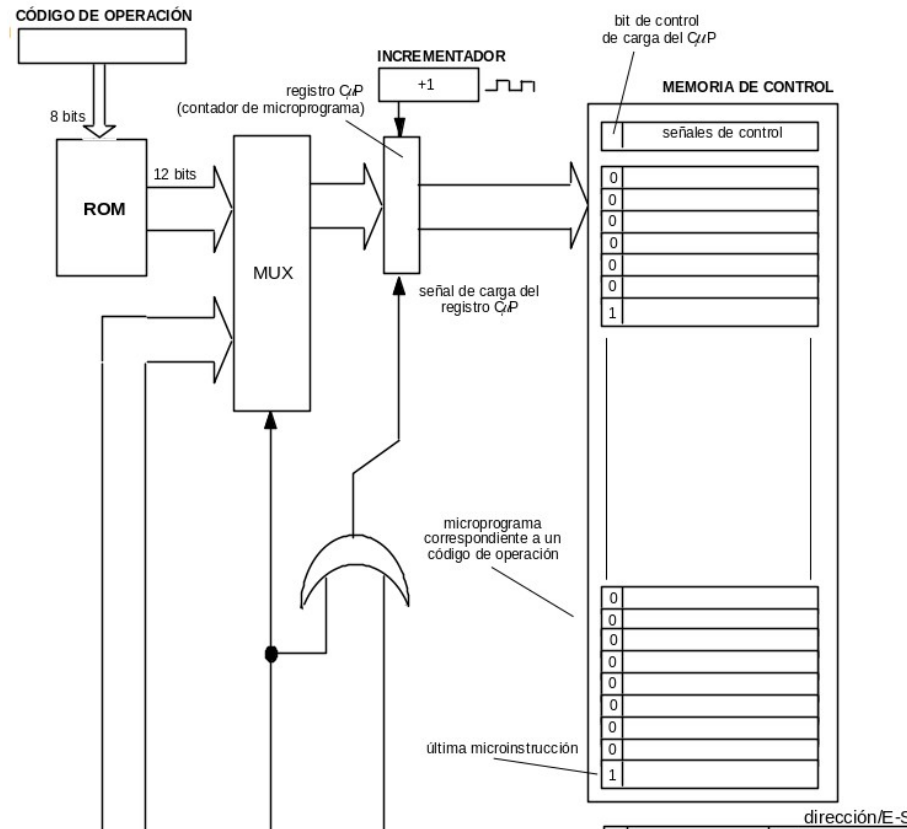 CÓDIGO DE OPERACIÓN
bit de control
de carga del CμP
INCREMENTADOR
+1
registro CμP
(contador de microprograma)
MEMORIA DE CONTROL
8 bits
señales de control
12 bits
ROM
0
0
0
0
0
0
1
MUX
señal de carga del
registro CμP
microprograma
correspondiente a un
código de operación
0
0
0
0
0
0
0
0
1
última microinstrucción
dirección/E-S